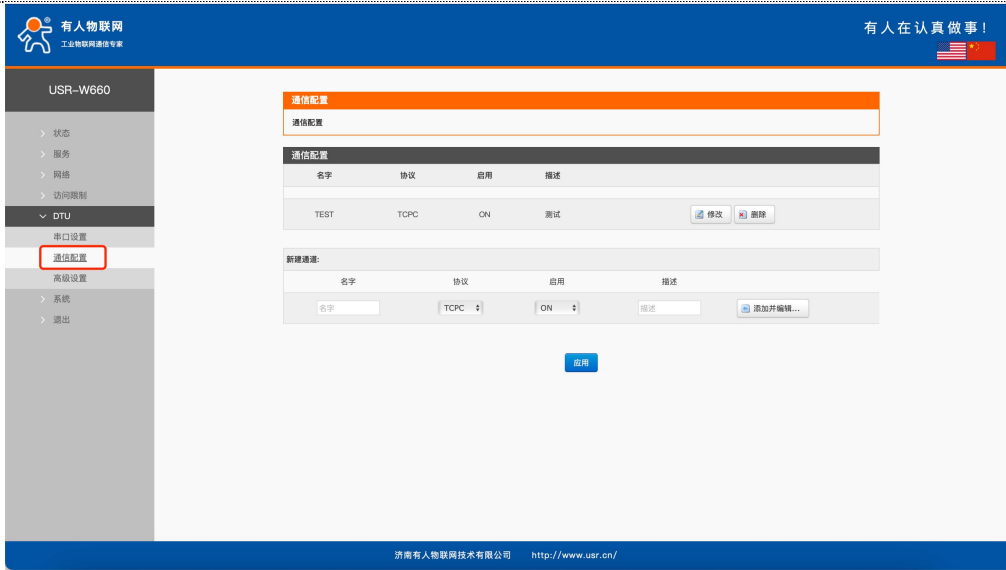 有人物联网
工业物联网通信专家
有人在认真做事!
USR-W660
状态
服务
网络
访问限制
DTU
串口设置
通信配置
高级设置
系统
退出
通信配置
通信配置
通信配置
名字 协议 启用 描述
TEST TCPC ON 测试 修改 删除
新建通道:
名字 协议 启用 描述
名字 TCPC ON 描述 添加并编辑...
应用
济南有人物联网技术有限公司 http://www.usr.cn/